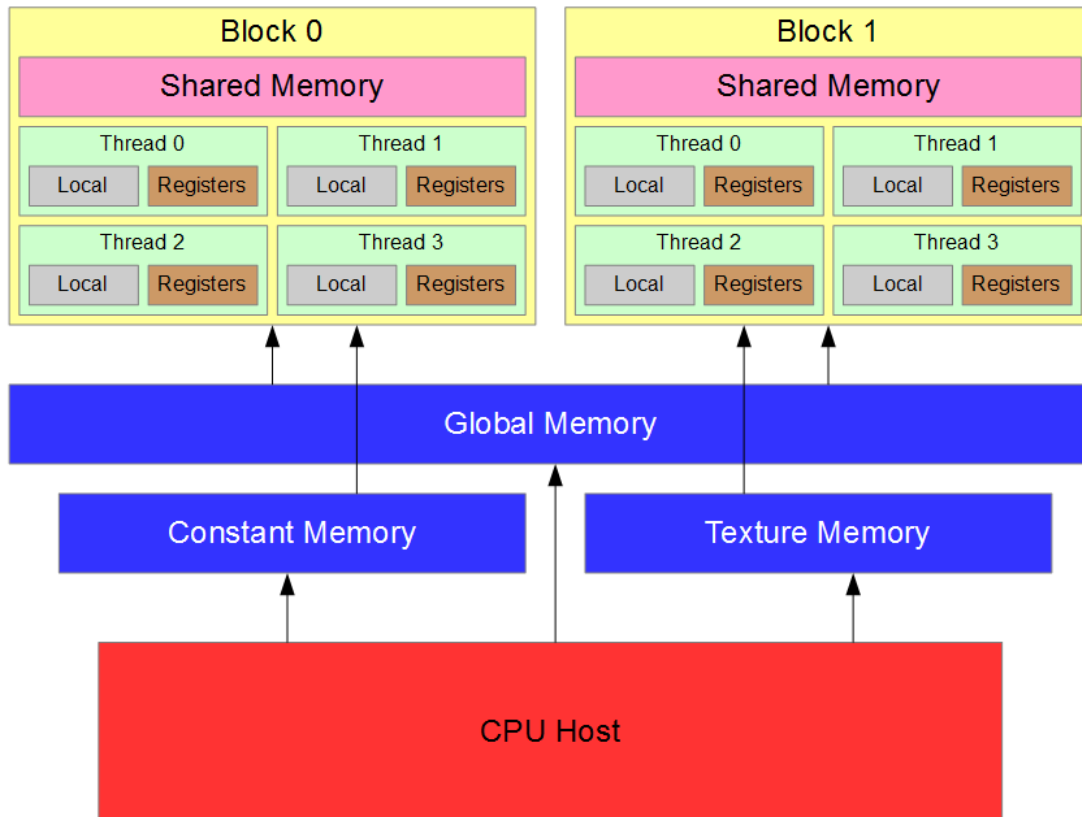 Block 0
Shared Memory
Thread 0
Local
Registers
Thread 1
Local
Registers
Thread 2
Local
Registers
Thread 3
Local
Registers
Block 1
Shared Memory
Thread 0
Local
Registers
Thread 1
Local
Registers
Thread 2
Local
Registers
Thread 3
Local
Registers
Global Memory
Constant Memory
Texture Memory
CPU Host